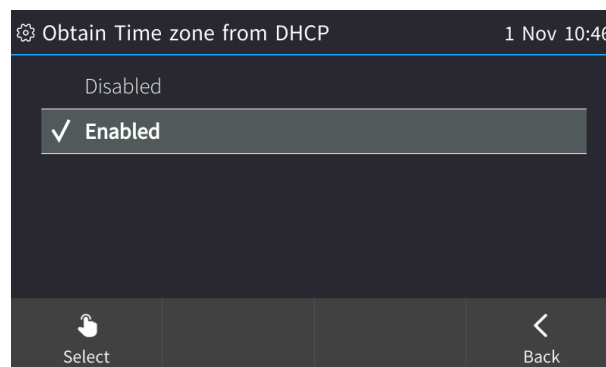 Obtain Time zone from DHCP 1 Nov 10:46
Disabled
Enabled
Select Back